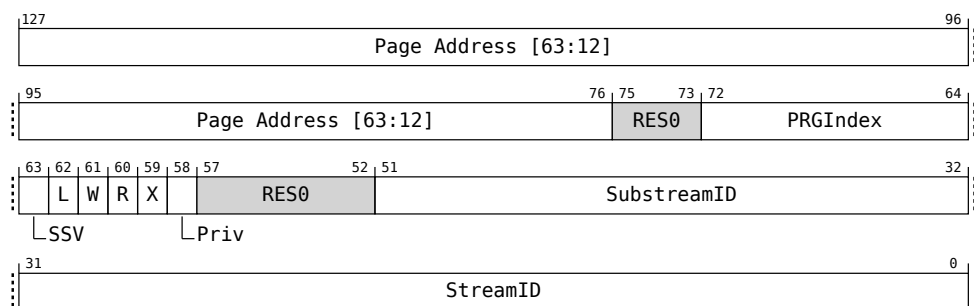 127 96
Page Address [63:12]
95 76 75 73 72 64
Page Address [63:12] RES0 PRGIndex
63 62 61 60 59 58 57 52 51 32
L W R X RES0 SubstreamID
SSV Priv
31 0
StreamID